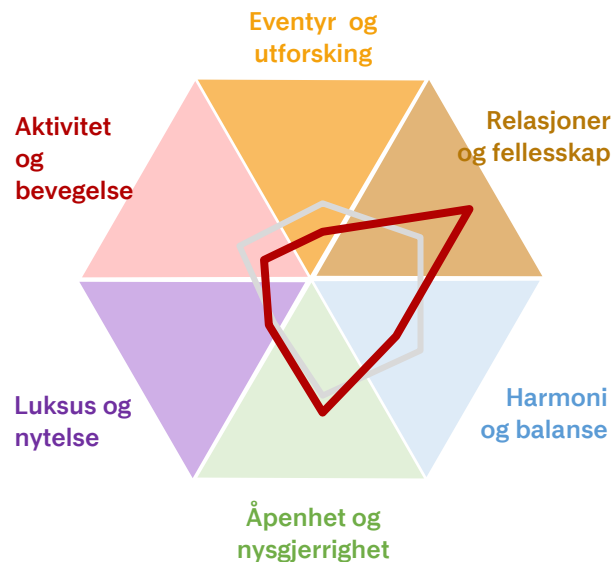 Eventyr  og
utforsking
Relasjoner
og fellesskap
Aktivitet
og
bevegelse
Harmoni
og balanse
Luksus og
nytelse
Åpenhet og
nysgjerrighet